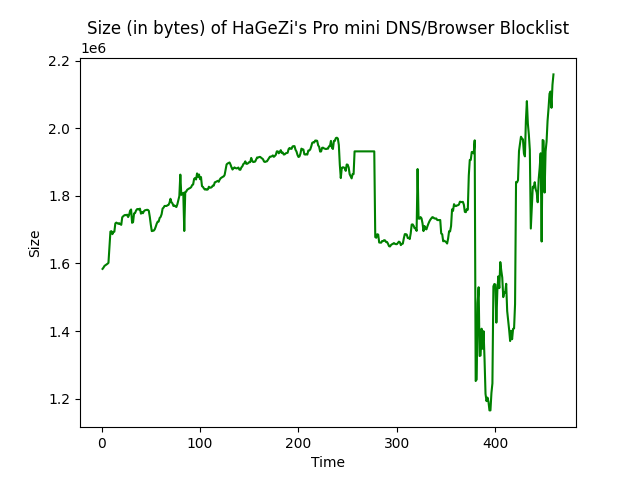 Size (in bytes) of HaGeZi's Pro mini DNS/Browser Blocklist
1e6
2.2
2.0
1.8
1.6
1.4
1.2
Size
0 100 200 300 400
Time